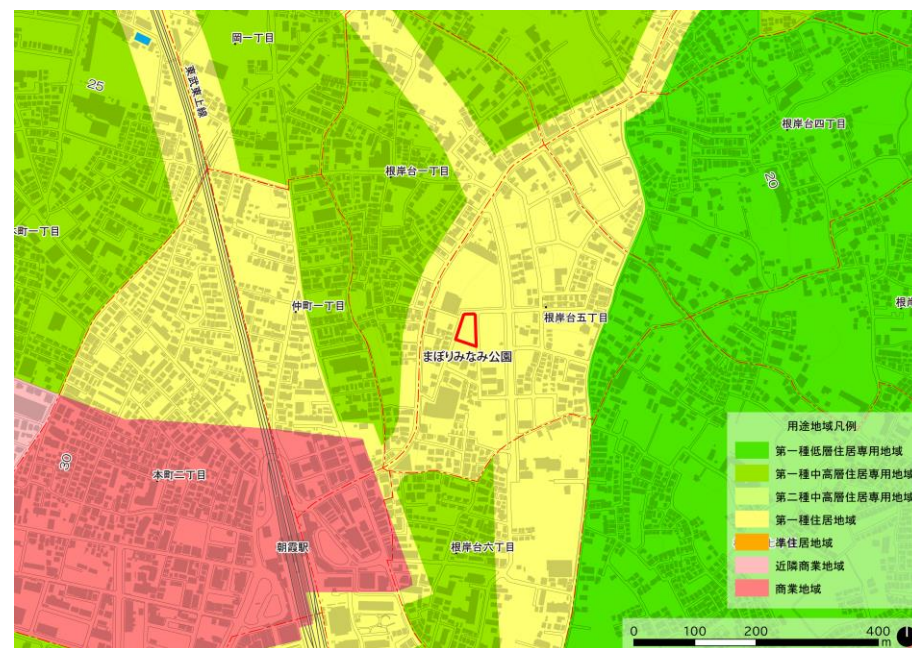 岡一丁目
東武東上線
25
根岸台四丁目
20
根岸台一丁目
本町一丁目
仲町一丁目
根岸台五丁目
まぼりみなみ公園
30
本町二丁目
朝霞駅
根岸台六丁目
用途地域凡例
第一種低層住居専用地域
第一種中高層住居専用地域
第二種中高層住居専用地域
第一種住居地域
準住居地域
近隣商業地域
商業地域
0 100 200 400
m